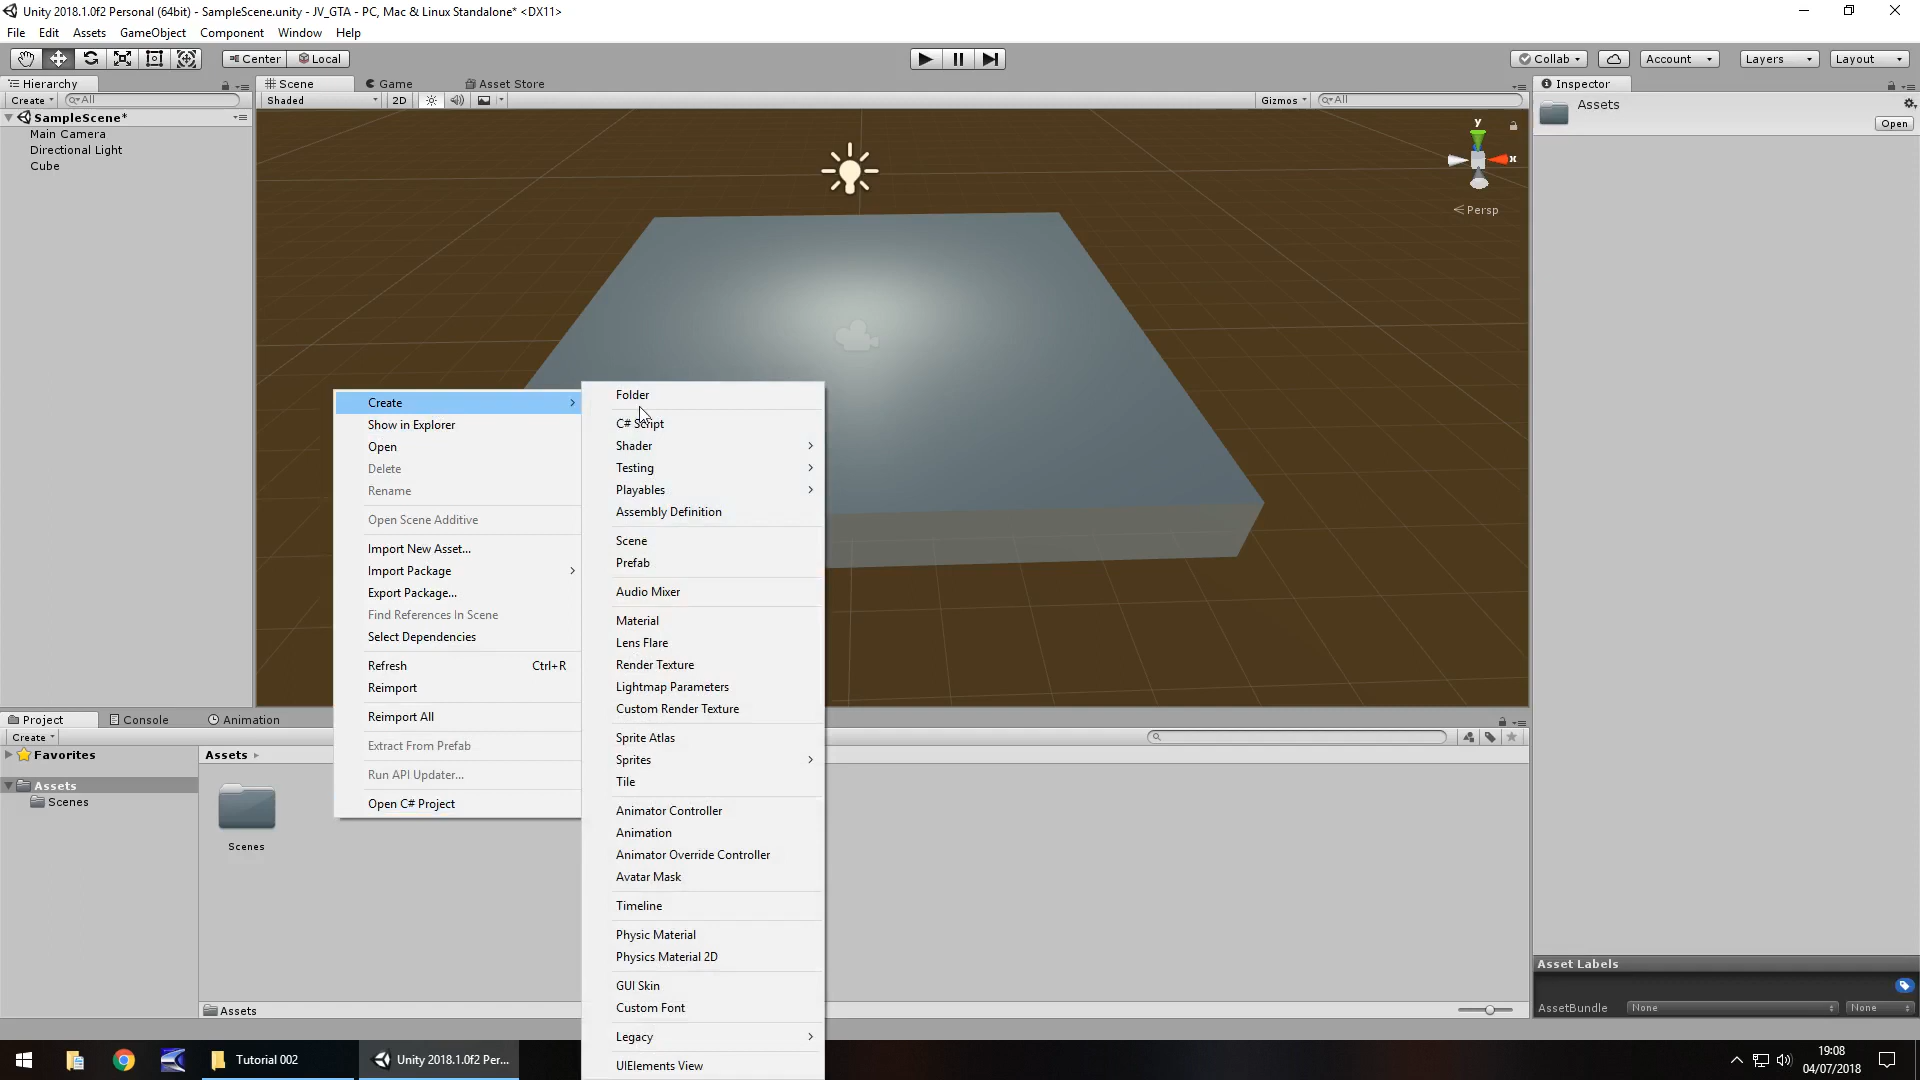 Unity 2018.1.0f2 Personal (64bit) - SampleScene.unity - JV_GTA - PC, Mac & Linux Standalone* <DX11>
File Edit Assets GameObject Component Window Help
Center Local Collab Account Layers Layout
Hierarchy Scene Game Asset Store Inspector
Create All Shaded 2D Gizmos All Assets
Open
SampleScene*
Main Camera
Directional Light
Cube
y
x
Persp
Create
Show in Explorer
Open
Delete
Rename
Open Scene Additive
Import New Asset...
Import Package
Export Package...
Find References In Scene
Select Dependencies
Refresh Ctrl+R
Reimport
Reimport All
Extract From Prefab
Run API Updater...
Open C# Project
Folder
C# Script
Shader
Testing
Playables
Assembly Definition
Scene
Prefab
Audio Mixer
Material
Lens Flare
Render Texture
Lightmap Parameters
Custom Render Texture
Sprite Atlas
Sprites
Tile
Animator Controller
Animation
Animator Override Controller
Avatar Mask
Timeline
Physic Material
Physics Material 2D
GUI Skin
Custom Font
Legacy
UIElements View
Project Console Animation
Create
Favorites Assets
Assets
Scenes
Scenes
Assets
Asset Labels
AssetBundle None None
Tutorial 002 Unity 2018.1.0f2 Per...
19:08
04/07/2018